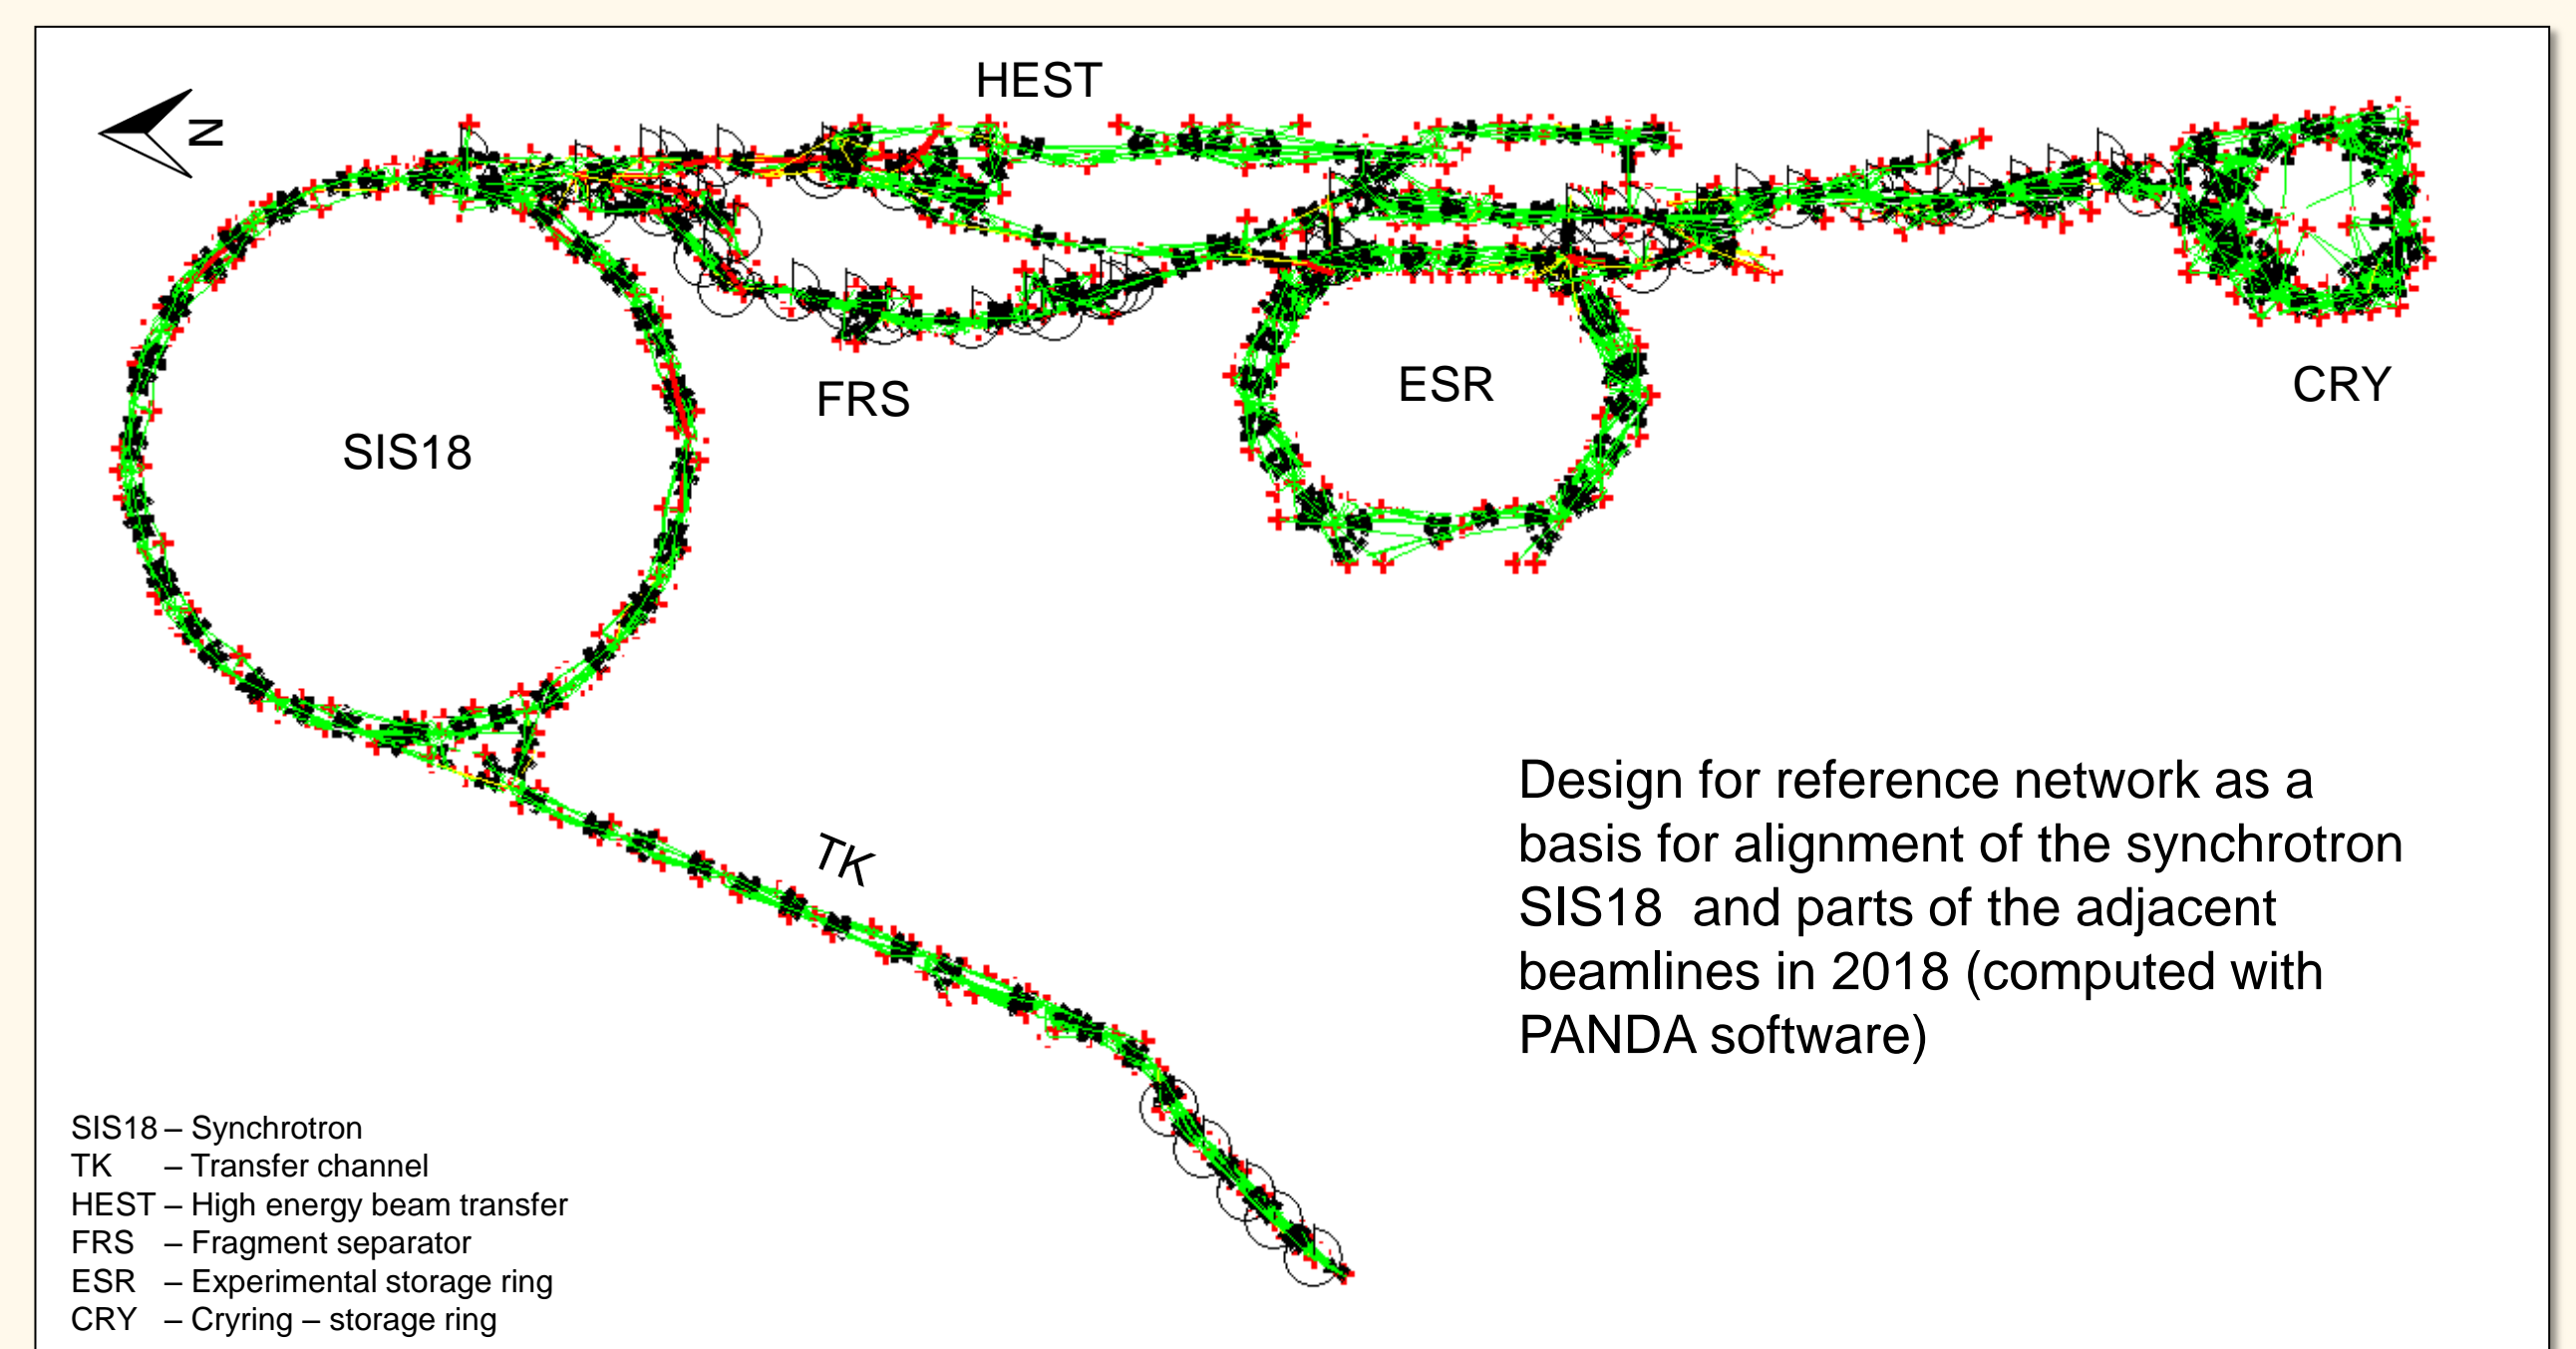 HEST
N
FRS
ESR
CRY
SIS18
TK
Design for reference network as a
basis for alignment of the synchrotron
SIS18  and parts of the adjacent
beamlines in 2018 (computed with
PANDA software)
SIS18 – Synchrotron
TK – Transfer channel
HEST – High energy beam transfer
FRS – Fragment separator
ESR – Experimental storage ring
CRY – Cryring – storage ring